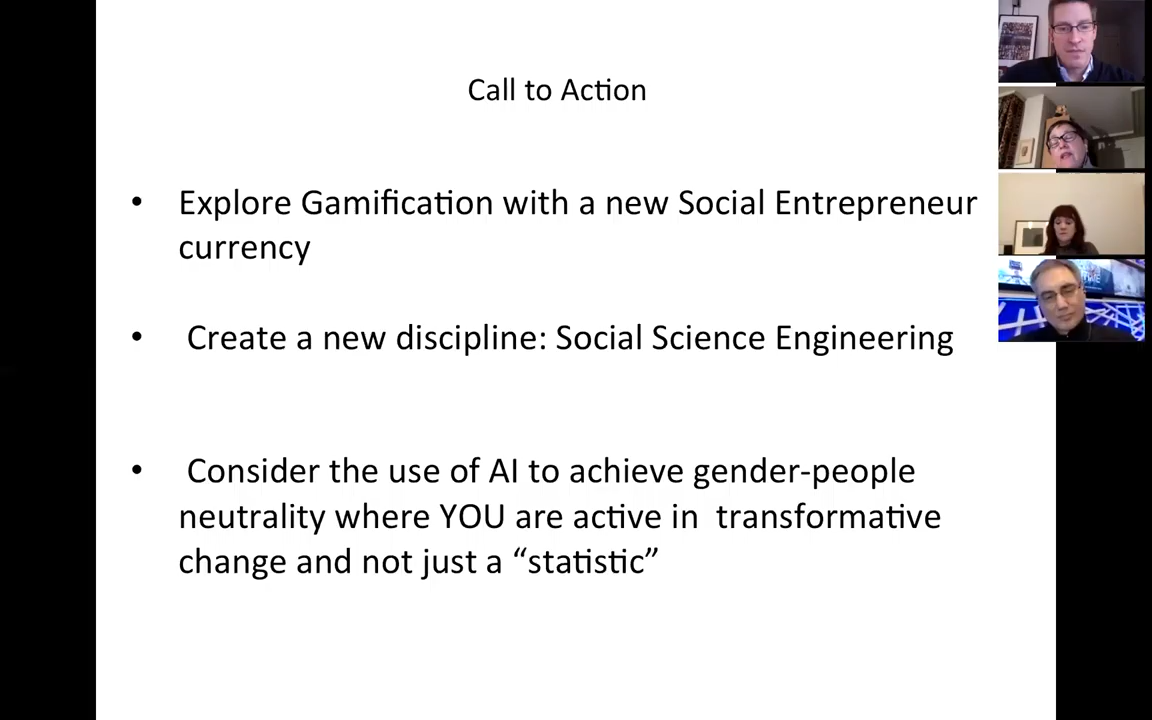 Call to Action
• Explore Gamification with a new Social Entrepreneur
currency
• Create a new discipline: Social Science Engineering
• Consider the use of AI to achieve gender-people
neutrality where YOU are active in transformative
change and not just a “statistic”